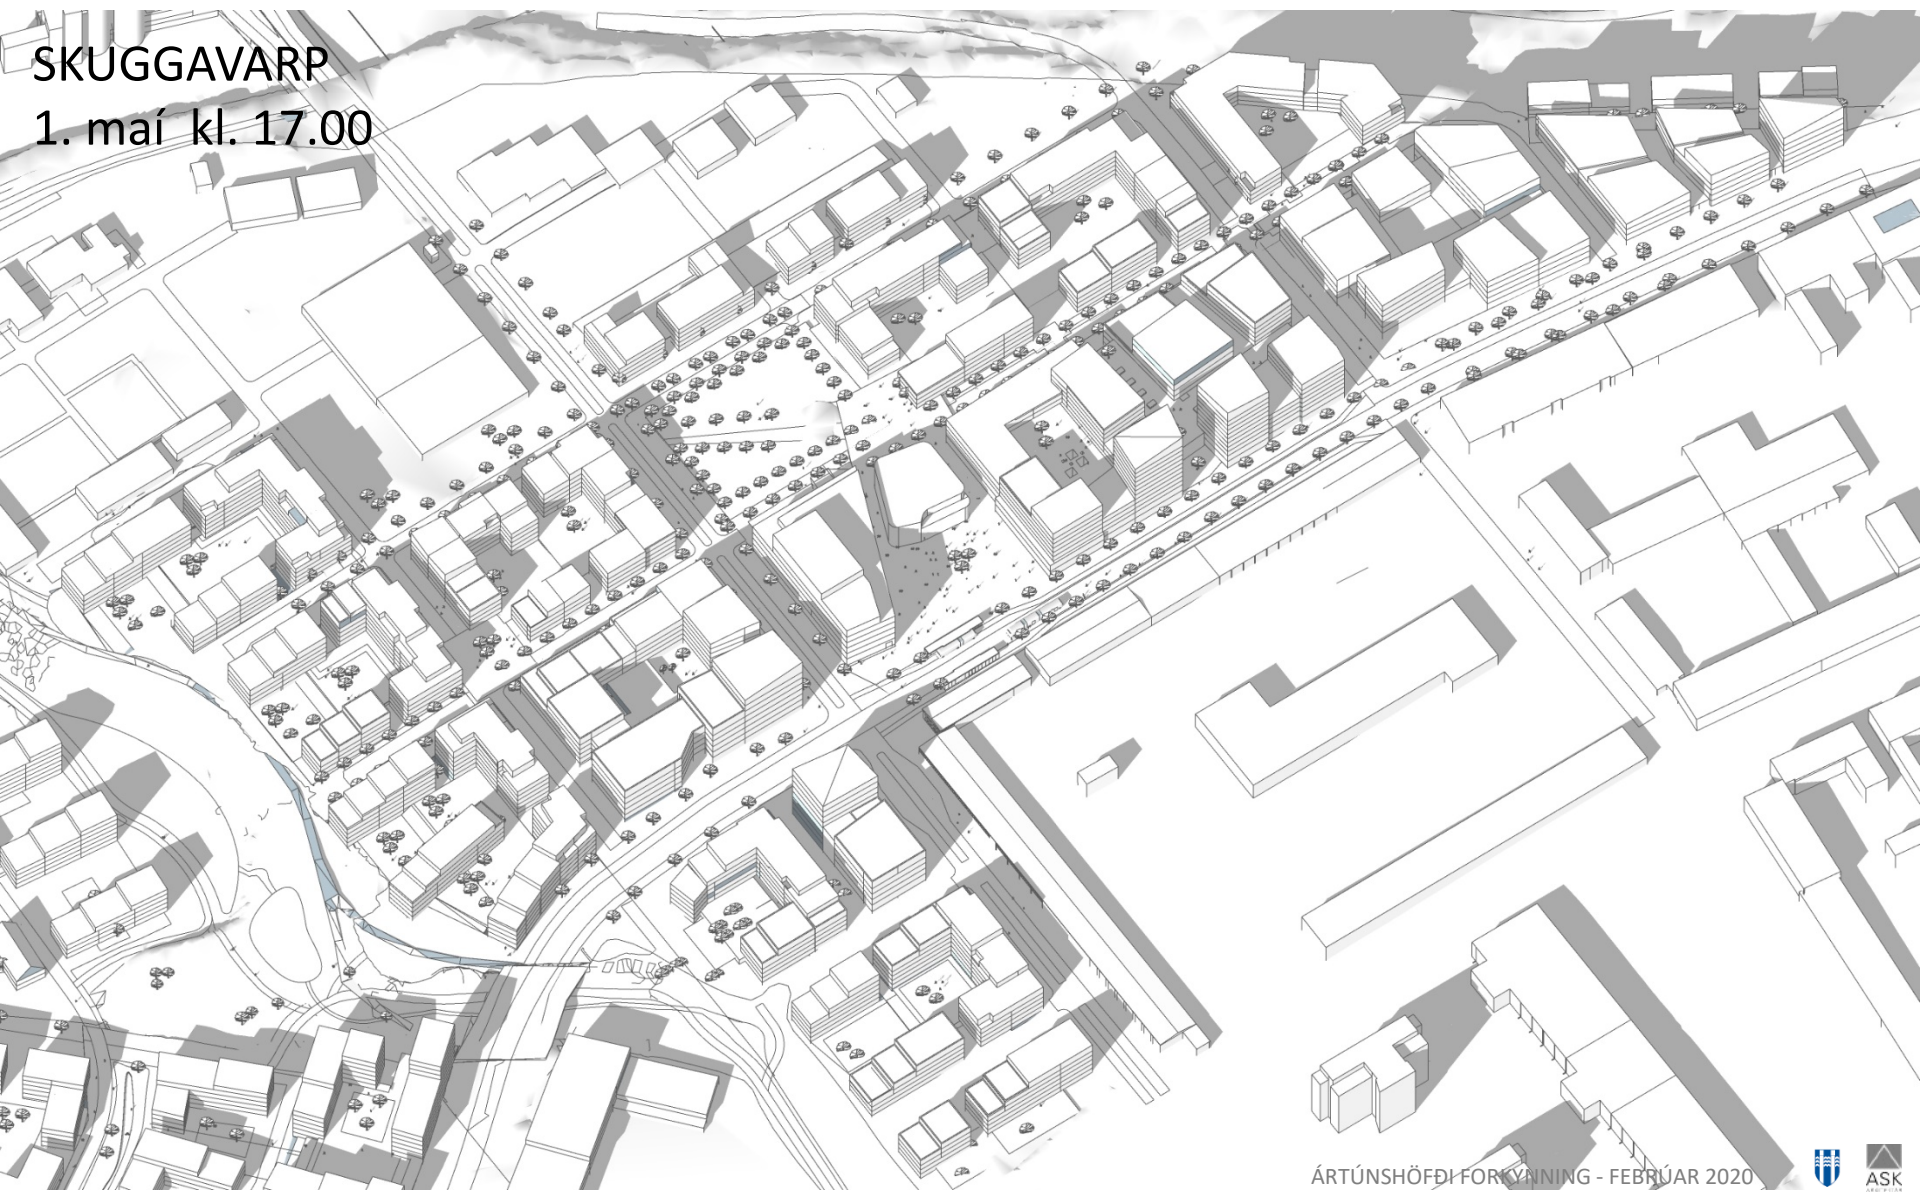 SKUGGAVARP
1. maí kl. 17.00
ÁRTÚNSHÖFÐI FORKYNNING - FEBRÚAR 2020
ASK